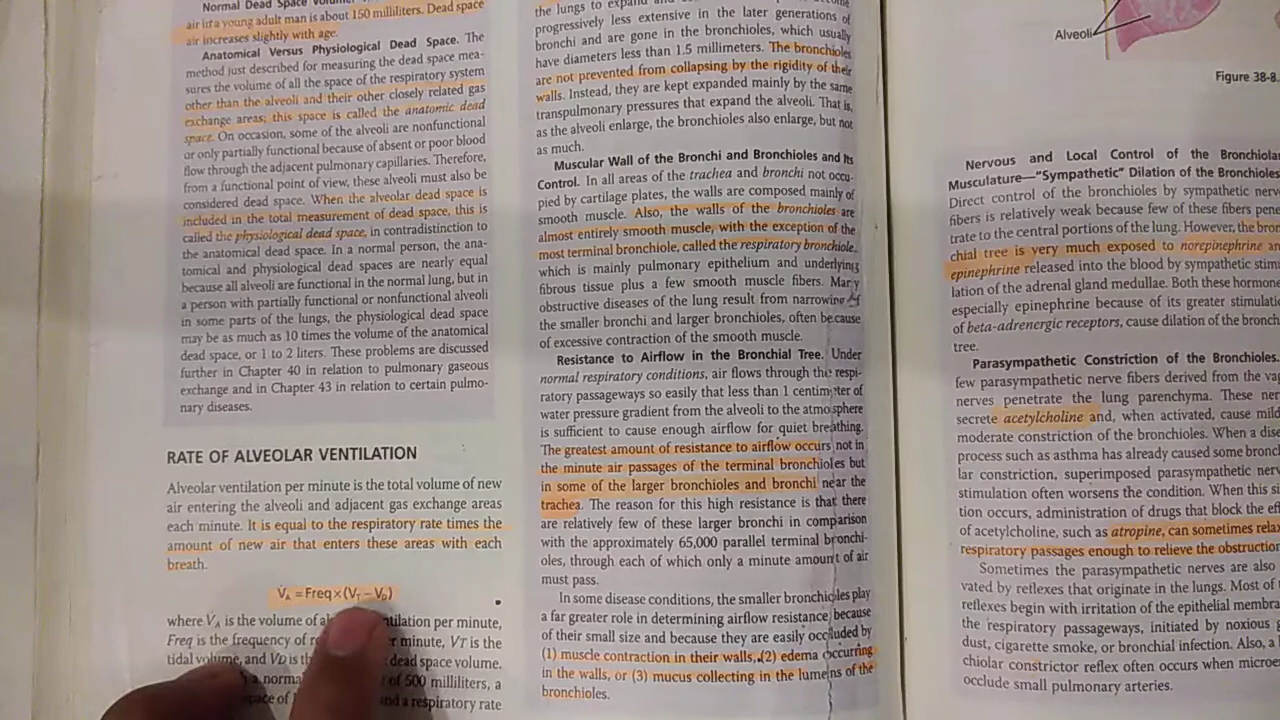 Normal Dead Space
air in a young adult man is about 150 milliliters. Dead space
air increases slightly with age.
Anatomical Versus Physiological Dead Space. The
method just described for measuring the dead space mea-
sures the volume of all the space of the respiratory system
other than the alveoli and their other closely related gas
exchange areas; this space is called the anatomic dead
space. On occasion, some of the alveoli are nonfunctional
or only partially functional because of absent or poor blood
flow through the adjacent pulmonary capillaries. Therefore,
from a functional point of view, these alveoli must also be
considered dead space. When the alveolar dead space is
included in the total measurement of dead space, this is
called the physiological dead space, in contradistinction to
the anatomical dead space. In a normal person, the ana-
tomical and physiological dead spaces are nearly equal
because all alveoli are functional in the normal lung, but in
a person with partially functional or nonfunctional alveoli
in some parts of the lungs, the physiological dead space
may be as much as 10 times the volume of the anatomical
dead space, or 1 to 2 liters. These problems are discussed
further in Chapter 40 in relation to pulmonary gaseous
exchange and in Chapter 43 in relation to certain pulmo-
nary diseases.
RATE OF ALVEOLAR VENTILATION
Alveolar ventilation per minute is the total volume of new
air entering the alveoli and adjacent gas exchange areas
each minute. It is equal to the respiratory rate times the
amount of new air that enters these areas with each
breath.
V̇A = Freq × (VT − VD)
where V̇A is the volume of ntilation per minute,
Freq is the frequency of r minute, VT is the
tidal volume, and VD is th dead space volume.
a norma of 500 milliliters, a
ace of and a respiratory rate
the lungs to expand and
progressively less extensive in the later generations of
bronchi and are gone in the bronchioles, which usually
have diameters less than 1.5 millimeters. The bronchioles
are not prevented from collapsing by the rigidity of their
walls. Instead, they are kept expanded mainly by the same
transpulmonary pressures that expand the alveoli. That is,
as the alveoli enlarge, the bronchioles also enlarge, but not
as much.
Muscular Wall of the Bronchi and Bronchioles and Its
Control. In all areas of the trachea and bronchi not occu-
pied by cartilage plates, the walls are composed mainly of
smooth muscle. Also, the walls of the bronchioles are
almost entirely smooth muscle, with the exception of the
most terminal bronchiole, called the respiratory bronchiole,
which is mainly pulmonary epithelium and underlying
fibrous tissue plus a few smooth muscle fibers. Many
obstructive diseases of the lung result from narrowing of
the smaller bronchi and larger bronchioles, often because
of excessive contraction of the smooth muscle.
Resistance to Airflow in the Bronchial Tree. Under
normal respiratory conditions, air flows through the respi-
ratory passageways so easily that less than 1 centimeter of
water pressure gradient from the alveoli to the atmosphere
is sufficient to cause enough airflow for quiet breathing.
The greatest amount of resistance to airflow occurs not in
the minute air passages of the terminal bronchioles but
in some of the larger bronchioles and bronchi near the
trachea. The reason for this high resistance is that there
are relatively few of these larger bronchi in comparison
with the approximately 65,000 parallel terminal bronchi-
oles, through each of which only a minute amount of air
must pass.
In some disease conditions, the smaller bronchioles play
a far greater role in determining airflow resistance because
of their small size and because they are easily occluded by
(1) muscle contraction in their walls, (2) edema occurring
in the walls, or (3) mucus collecting in the lumens of the
bronchioles.
Alveoli
Figure 38-8.
Nervous and Local Control of the Bronchiolar
Musculature—"Sympathetic" Dilation of the Bronchioles
Direct control of the bronchioles by sympathetic nerv
fibers is relatively weak because few of these fibers pene
trate to the central portions of the lung. However, the bron
chial tree is very much exposed to norepinephrine an
epinephrine released into the blood by sympathetic stim
lation of the adrenal gland medullae. Both these hormone
especially epinephrine because of its greater stimulati
of beta-adrenergic receptors, cause dilation of the bronch
tree.
Parasympathetic Constriction of the Bronchioles.
few parasympathetic nerve fibers derived from the vag
nerves penetrate the lung parenchyma. These ner
secrete acetylcholine and, when activated, cause mild
moderate constriction of the bronchioles. When a dise
process such as asthma has already caused some bronch
lar constriction, superimposed parasympathetic nerv
stimulation often worsens the condition. When this si
tion occurs, administration of drugs that block the eff
of acetylcholine, such as atropine, can sometimes relax
respiratory passages enough to relieve the obstruction
Sometimes the parasympathetic nerves are also
vated by reflexes that originate in the lungs. Most of
reflexes begin with irritation of the epithelial membra
the respiratory passageways, initiated by noxious g
dust, cigarette smoke, or bronchial infection. Also, a
chiolar constrictor reflex often occurs when microe
occlude small pulmonary arteries.